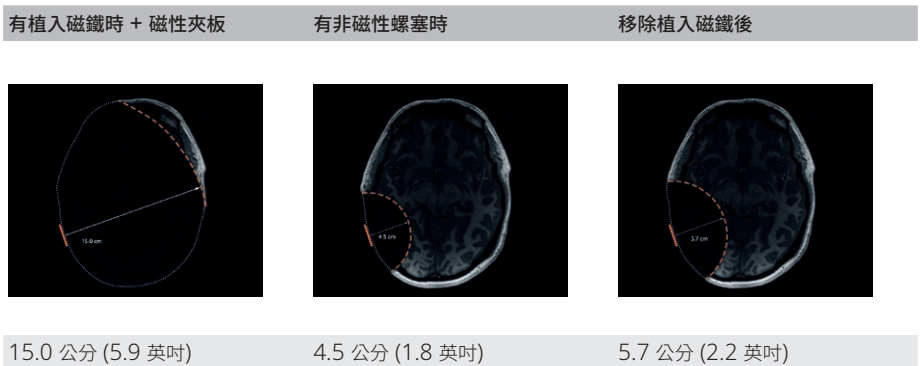 有植入磁鐵時 + 磁性夾板
有非磁性螺塞時
移除植入磁鐵後
15.0 cm
4.5 cm
5.7 cm
15.0 公分 (5.9 英吋)
4.5 公分 (1.8 英吋)
5.7 公分 (2.2 英吋)